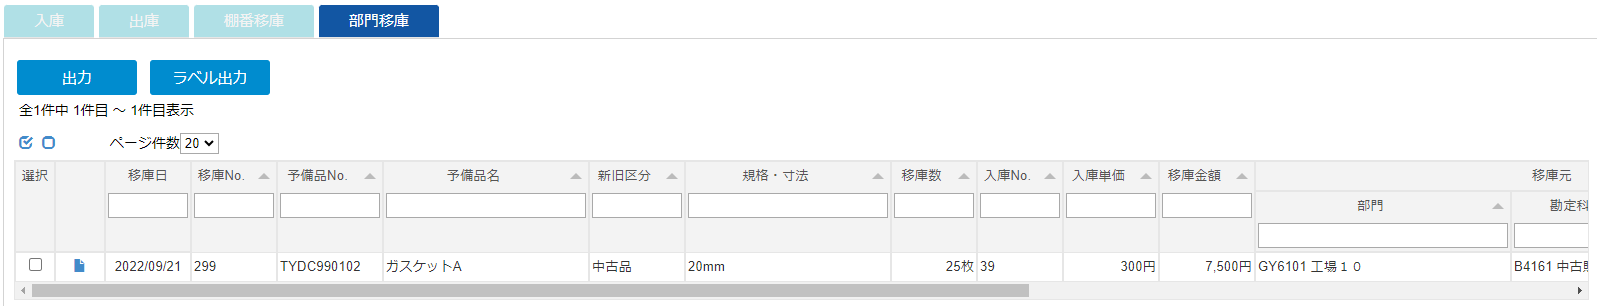 入庫 出庫 棚番移庫 部門移庫
出力 ラベル出力
全1件中 1件目 ～ 1件目表示
ページ件数 20
選択 移庫日 移庫No. 予備品No. 予備品名 新旧区分 規格・寸法 移庫数 入庫No. 入庫単価 移庫金額 移庫元
部門 勘定科
2022/09/21 299 TYDC990102 ガスケットA 中古品 20mm 25枚 39 300円 7,500円 GY6101 工場１０ B4161 中古